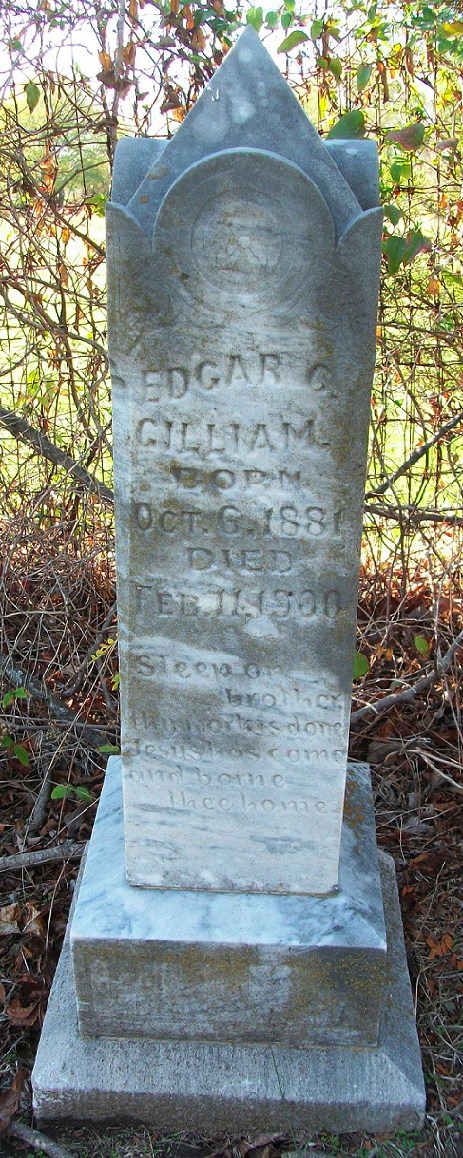 EDGAR C.
GILLIAM.
BORN
OCT. 6, 1881
DIED
FEB. 11, 1900
Sleep on
brother
thy work is done
Jesus has come
and borne
thee home.